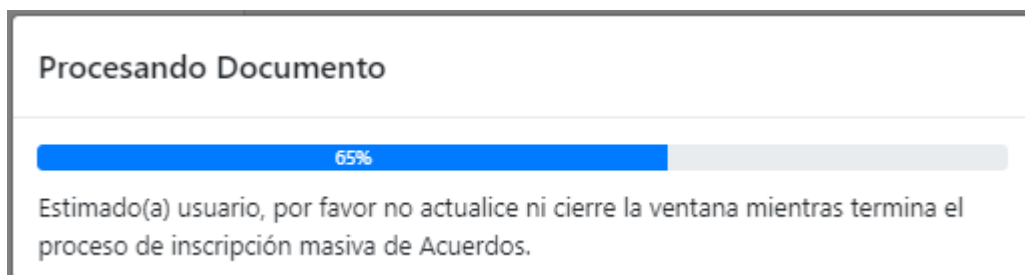 Procesando Documento
65%
Estimado(a) usuario, por favor no actualice ni cierre la ventana mientras termina el
proceso de inscripción masiva de Acuerdos.